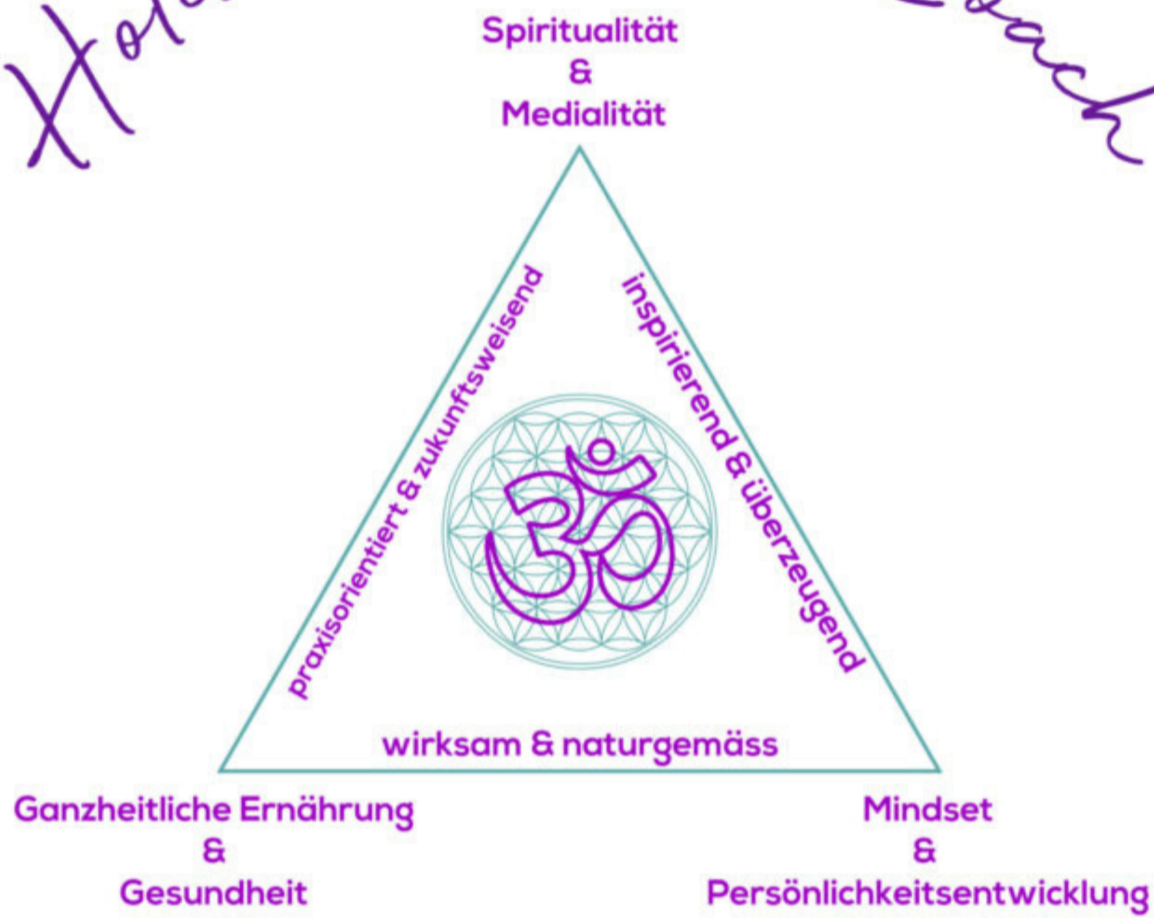 Spiritualität
&
Medialität
praxisorientiert & zukunftsweisend
inspirierend & überzeugend
ॐ
wirksam & naturgemäss
Ganzheitliche Ernährung
&
Gesundheit
Mindset
&
Persönlichkeitsentwicklung